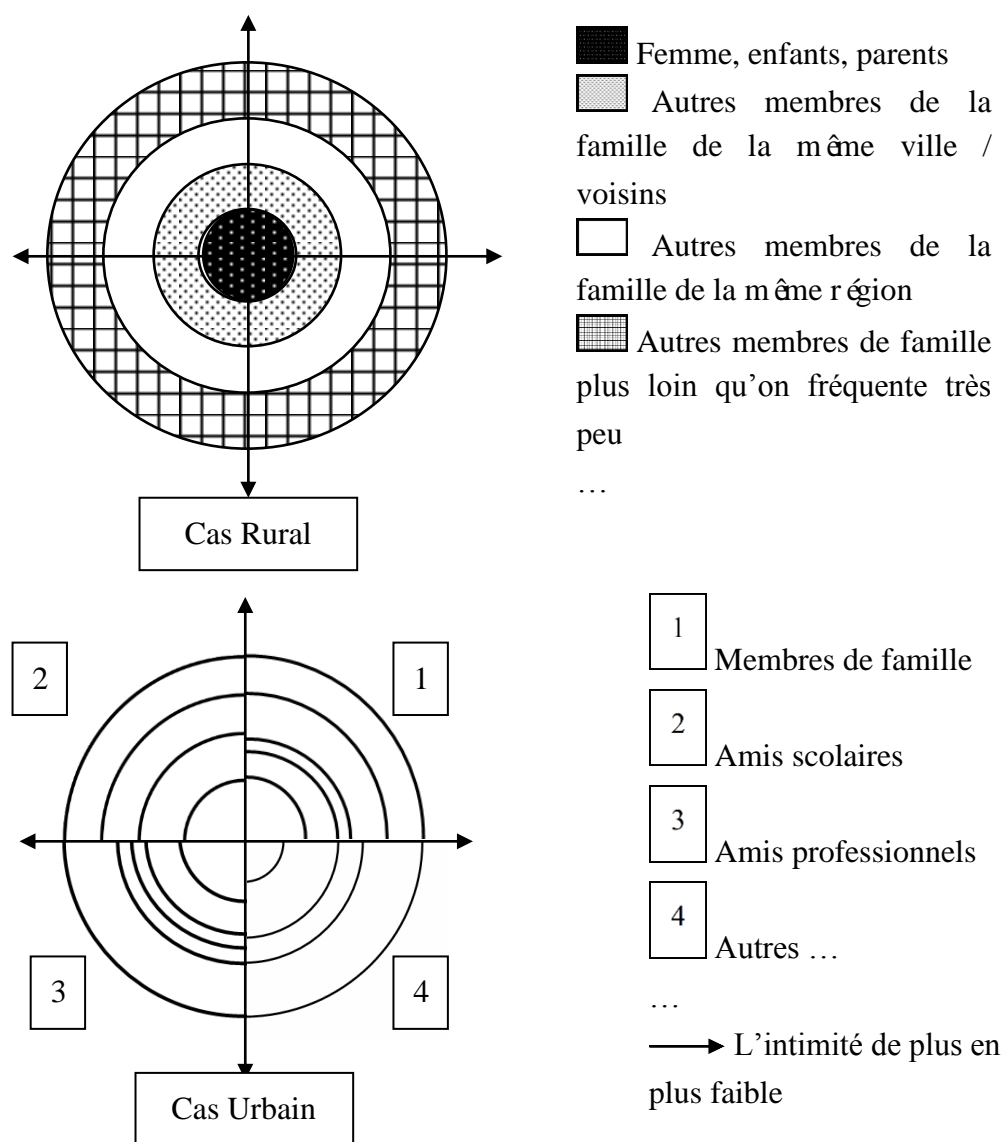 Femme, enfants, parents
Autres membres de la
famille de la même ville /
voisins
Autres membres de la
famille de la même région
Autres membres de famille
plus loin qu'on fréquente très
peu
…
Cas Rural
2
1
3
4
Cas Urbain
1
Membres de famille
2
Amis scolaires
3
Amis professionnels
4
Autres …
…
L'intimité de plus en
plus faible